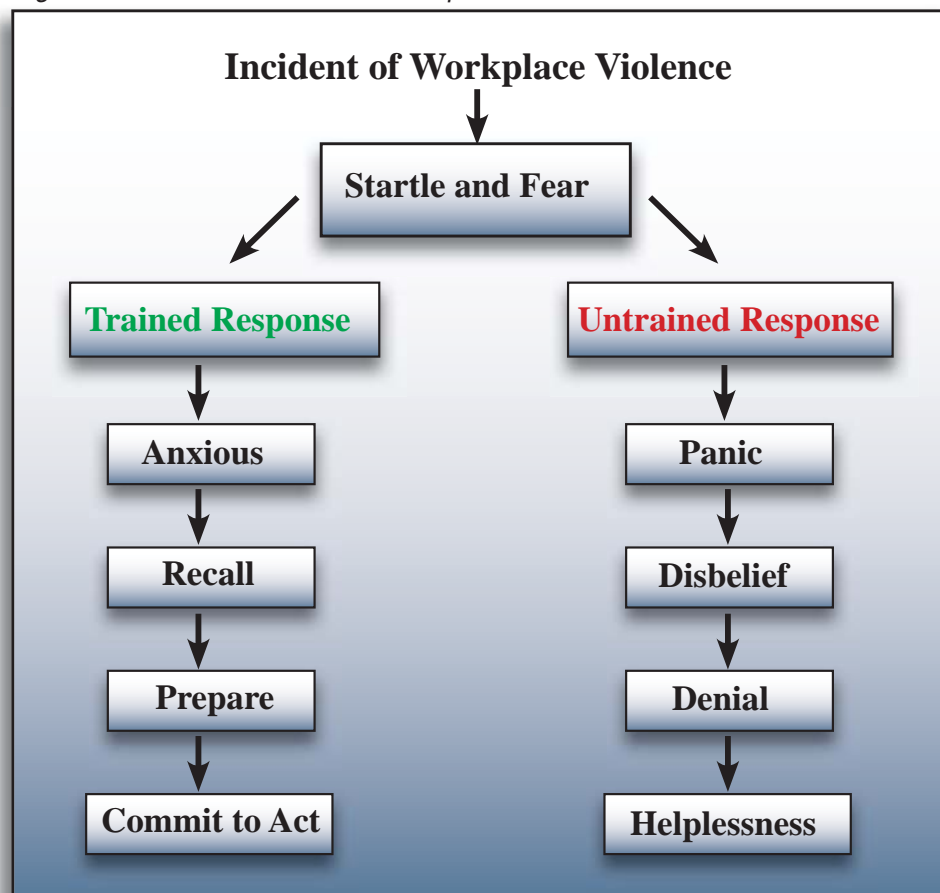 Incident of Workplace Violence
Startle and Fear
Trained Response
Untrained Response
Anxious
Panic
Recall
Disbelief
Prepare
Denial
Commit to Act
Helplessness